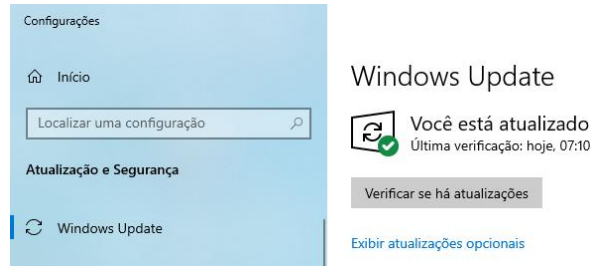 Configurações
Início
Localizar uma configuração
Atualização e Segurança
Windows Update
Windows Update
Você está atualizado
Última verificação: hoje, 07:10
Verificar se há atualizações
Exibir atualizações opcionais